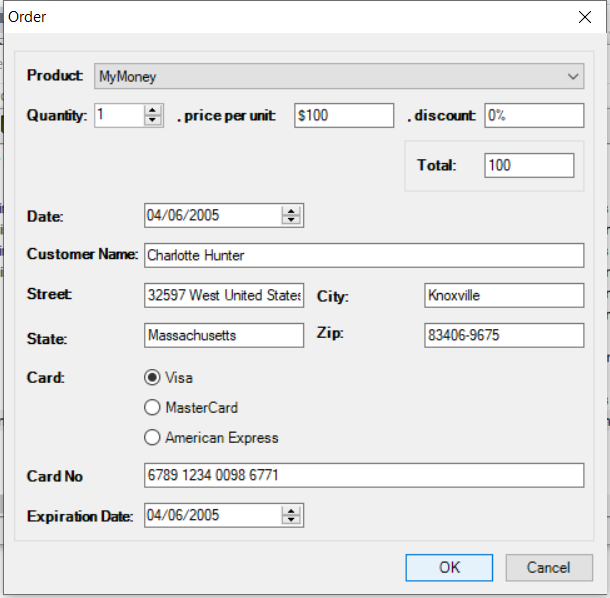 Order
Product: MyMoney
Quantity: 1 , price per unit: $100 , discount: 0%
Total: 100
Date: 04/06/2005
Customer Name: Charlotte Hunter
Street: 32597 West United States City: Knoxville
State: Massachusetts Zip: 83406-9675
Card: Visa
MasterCard
American Express
Card No 6789 1234 0098 6771
Expiration Date: 04/06/2005
OK Cancel